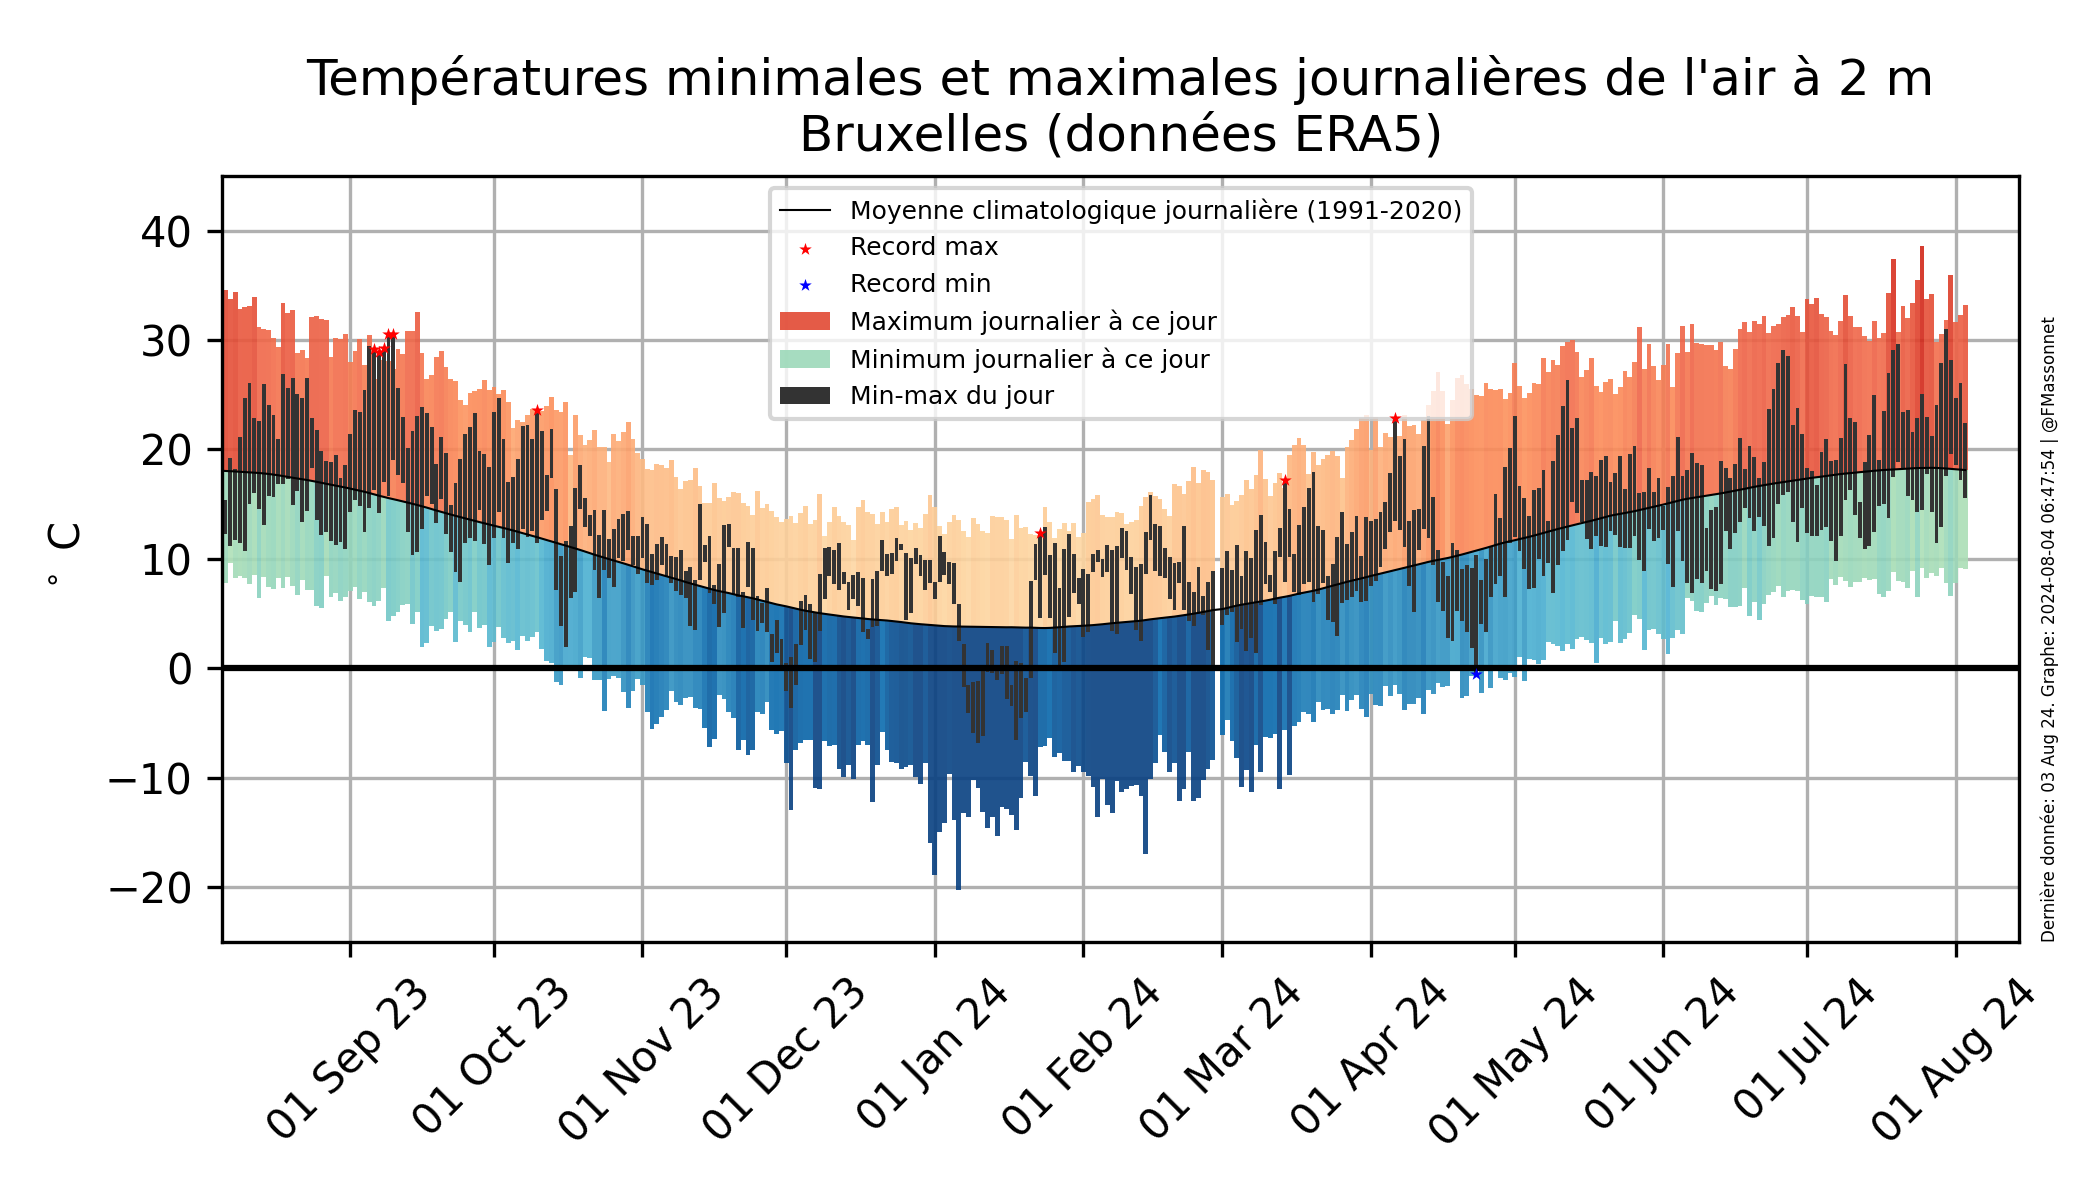 Températures minimales et maximales journalières de l'air à 2 m
Bruxelles (données ERA5)
Moyenne climatologique journalière (1991-2020)
Record max
Record min
Maximum journalier à ce jour
Minimum journalier à ce jour
Min-max du jour
° C
40
30
20
10
0
−10
−20
01 Sep 23
01 Oct 23
01 Nov 23
01 Dec 23
01 Jan 24
01 Feb 24
01 Mar 24
01 Apr 24
01 May 24
01 Jun 24
01 Jul 24
01 Aug 24
Dernière donnée: 03 Aug 24. Graphe: 2024-08-04 06:47:54 | @FMassonnet